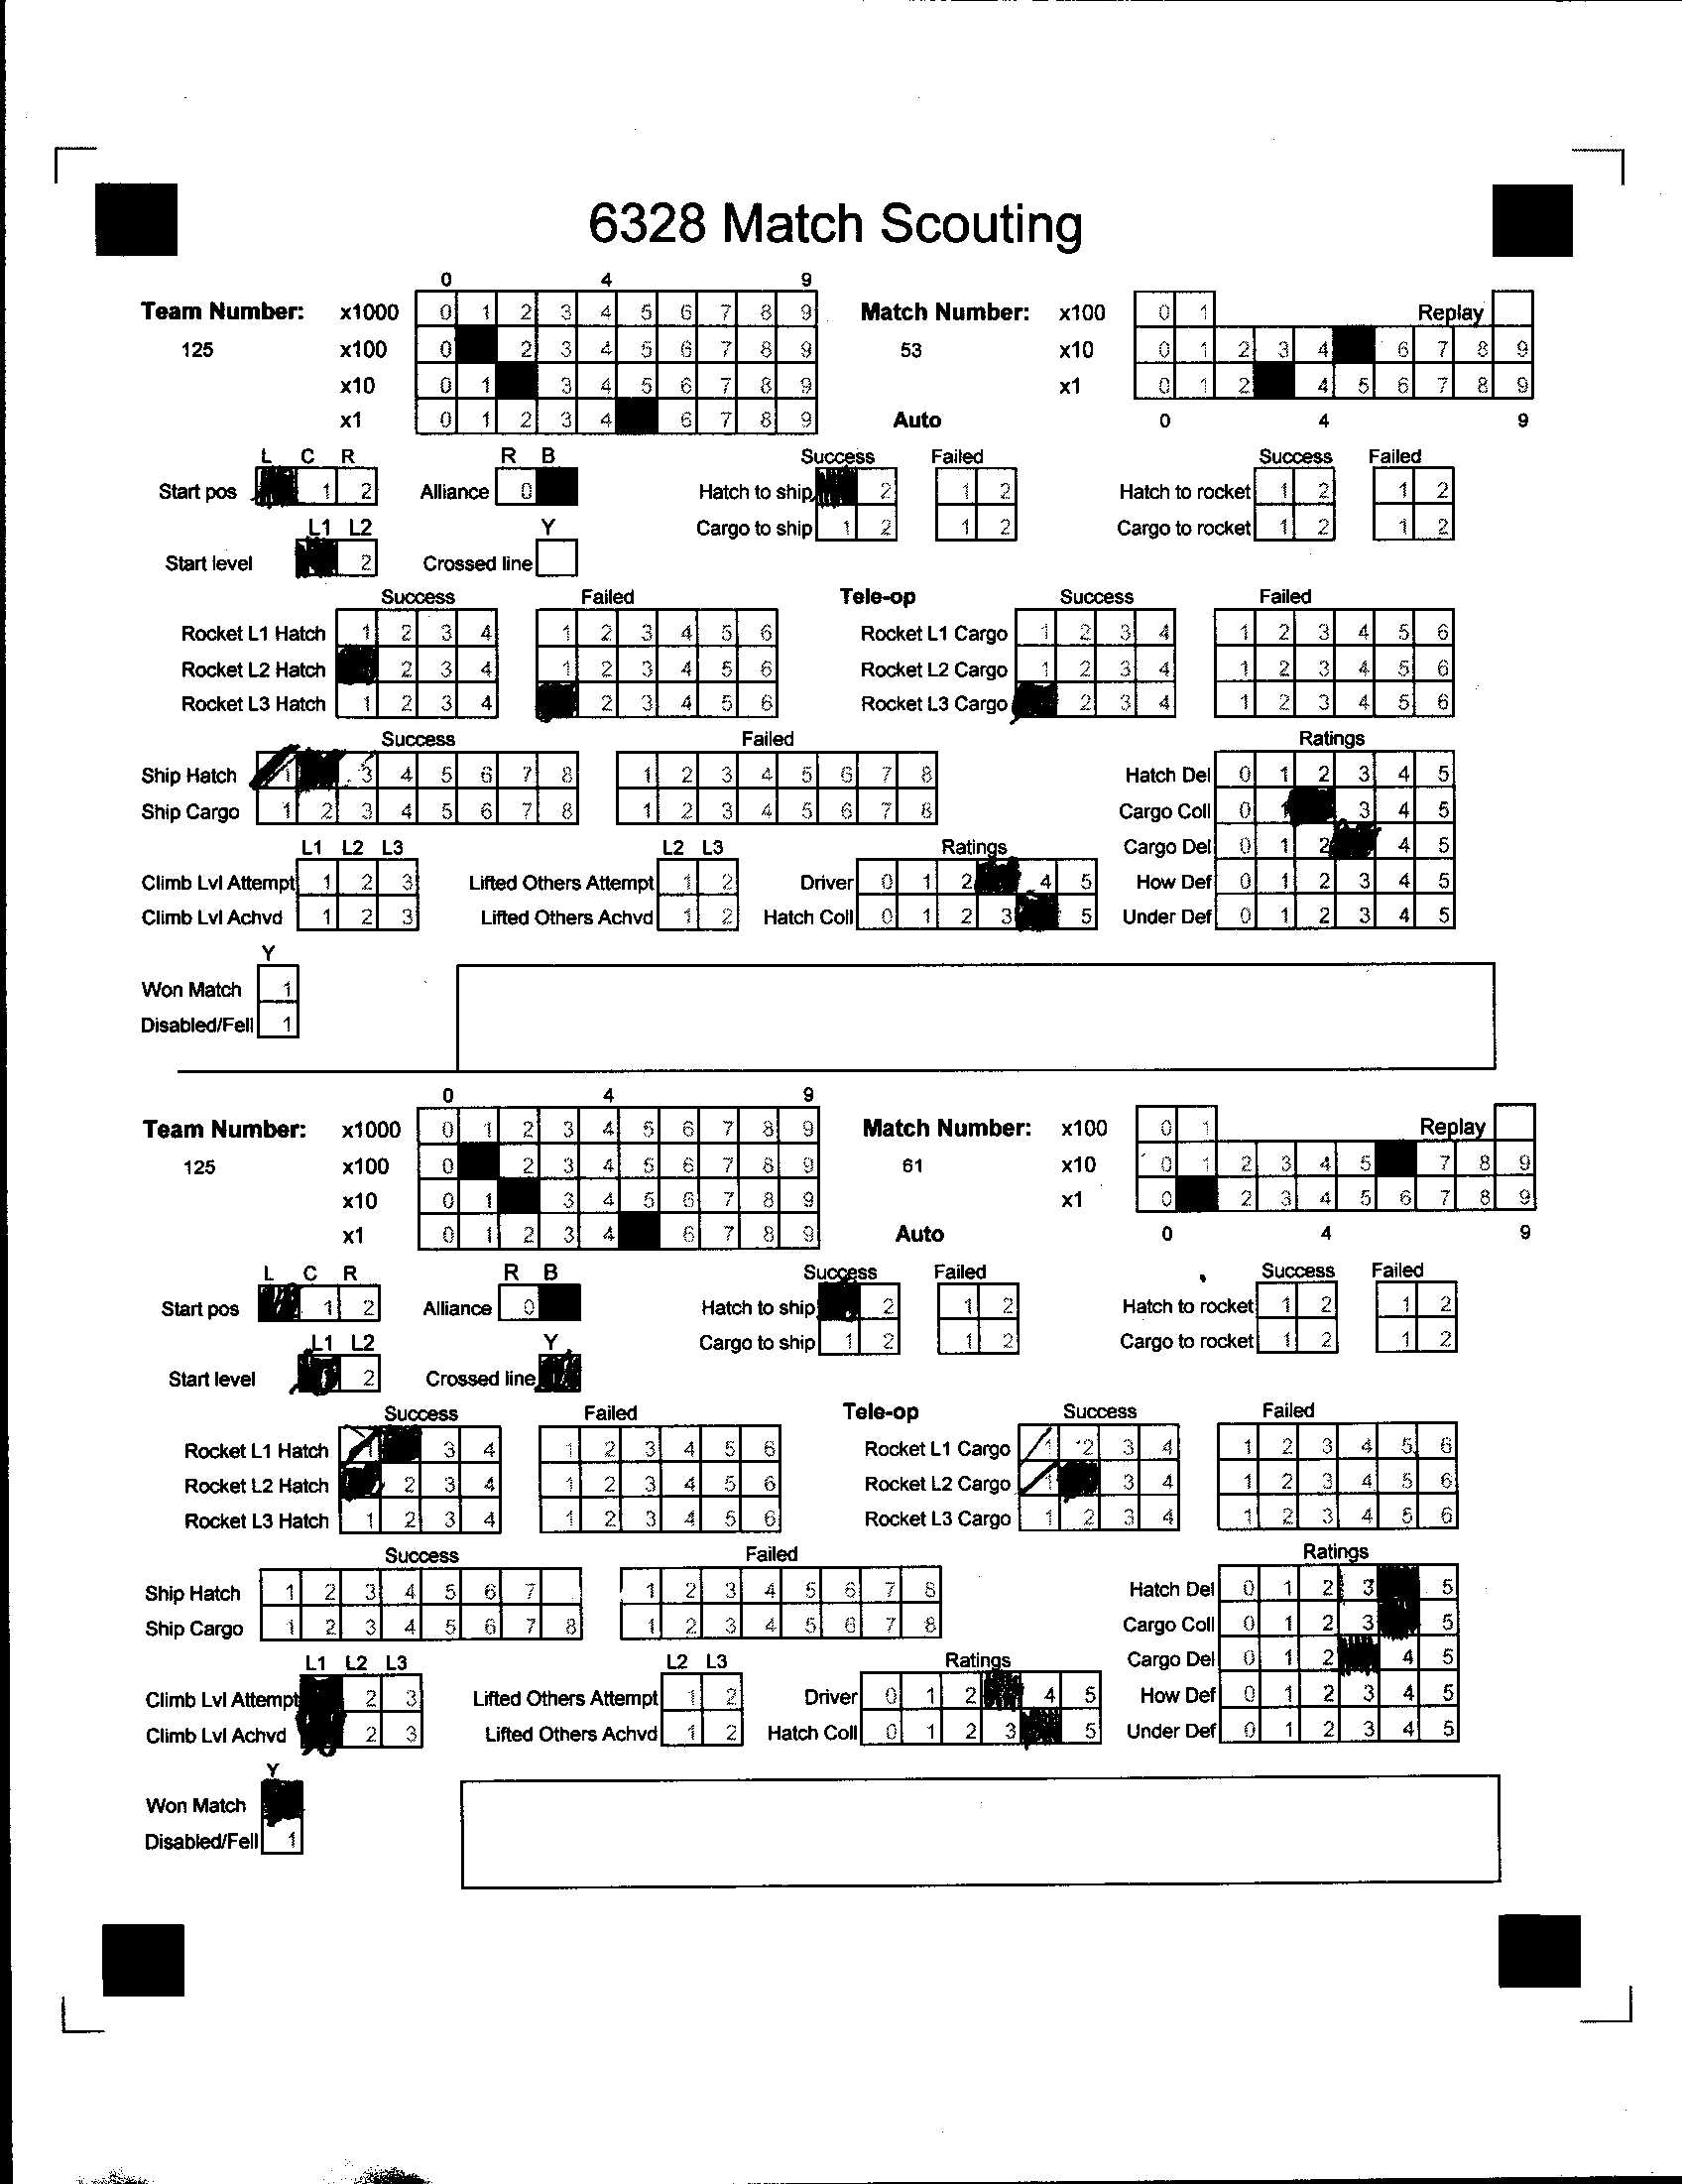 6328 Match Scouting
0 4 9
Team Number: x1000 0 1 2 3 4 5 6 7 8 9 Match Number: x100 0 1 Replay
125 x100 0 2 3 4 5 6 7 8 9 53 x10 0 1 2 3 4 6 7 8 9
x10 0 1 3 4 5 6 7 8 9 x1 0 1 2 4 5 6 7 8 9
x1 0 1 2 3 4 6 7 8 9 Auto 0 4 9
L C R R B Success Failed Success Failed
Start pos 1 2 Alliance 0 Hatch to ship 2 1 2 Hatch to rocket 1 2 1 2
L1 L2 Y Cargo to ship 1 2 1 2 Cargo to rocket 1 2 1 2
Start level 2 Crossed line
Success Failed Tele-op Success Failed
Rocket L1 Hatch 1 2 3 4 1 2 3 4 5 6 Rocket L1 Cargo 1 2 3 4 1 2 3 4 5 6
Rocket L2 Hatch 2 3 4 1 2 3 4 5 6 Rocket L2 Cargo 1 2 3 4 1 2 3 4 5 6
Rocket L3 Hatch 1 2 3 4 2 3 4 5 6 Rocket L3 Cargo 2 3 4 1 2 3 4 5 6
Success Failed Ratings
Ship Hatch 1 3 4 5 6 7 8 1 2 3 4 5 6 7 8 Hatch Del 0 1 2 3 4 5
Ship Cargo 1 2 3 4 5 6 7 8 1 2 3 4 5 6 7 8 Cargo Coll 0 1 3 4 5
L1 L2 L3 L2 L3 Ratings Cargo Del 0 1 2 4 5
Climb Lvl Attempt 1 2 3 Lifted Others Attempt 1 2 Driver 0 1 2 4 5 How Def 0 1 2 3 4 5
Climb Lvl Achvd 1 2 3 Lifted Others Achvd 1 2 Hatch Coll 0 1 2 3 5 Under Def 0 1 2 3 4 5
Y
Won Match 1
Disabled/Fell 1
0 4 9
Team Number: x1000 0 1 2 3 4 5 6 7 8 9 Match Number: x100 0 1 Replay
125 x100 0 2 3 4 5 6 7 8 9 61 x10 0 1 2 3 4 5 7 8 9
x10 0 1 3 4 5 6 7 8 9 x1 0 2 3 4 5 6 7 8 9
x1 0 1 2 3 4 6 7 8 9 Auto 0 4 9
L C R R B Success Failed Success Failed
Start pos 1 2 Alliance 0 Hatch to ship 2 1 2 Hatch to rocket 1 2 1 2
L1 L2 Y Cargo to ship 1 2 1 2 Cargo to rocket 1 2 1 2
Start level 2 Crossed line
Success Failed Tele-op Success Failed
Rocket L1 Hatch 1 3 4 1 2 3 4 5 6 Rocket L1 Cargo 1 2 3 4 1 2 3 4 5 6
Rocket L2 Hatch 2 3 4 1 2 3 4 5 6 Rocket L2 Cargo 1 3 4 1 2 3 4 5 6
Rocket L3 Hatch 1 2 3 4 1 2 3 4 5 6 Rocket L3 Cargo 1 2 3 4 1 2 3 4 5 6
Success Failed Ratings
Ship Hatch 1 2 3 4 5 6 7 1 2 3 4 5 6 7 8 Hatch Del 0 1 2 3 5
Ship Cargo 1 2 3 4 5 6 7 8 1 2 3 4 5 6 7 8 Cargo Coll 0 1 2 3 5
L1 L2 L3 L2 L3 Ratings Cargo Del 0 1 2 4 5
Climb Lvl Attempt 2 3 Lifted Others Attempt 1 2 Driver 0 1 2 4 5 How Def 0 1 2 3 4 5
Climb Lvl Achvd 2 3 Lifted Others Achvd 1 2 Hatch Coll 0 1 2 3 5 Under Def 0 1 2 3 4 5
Y
Won Match
Disabled/Fell 1